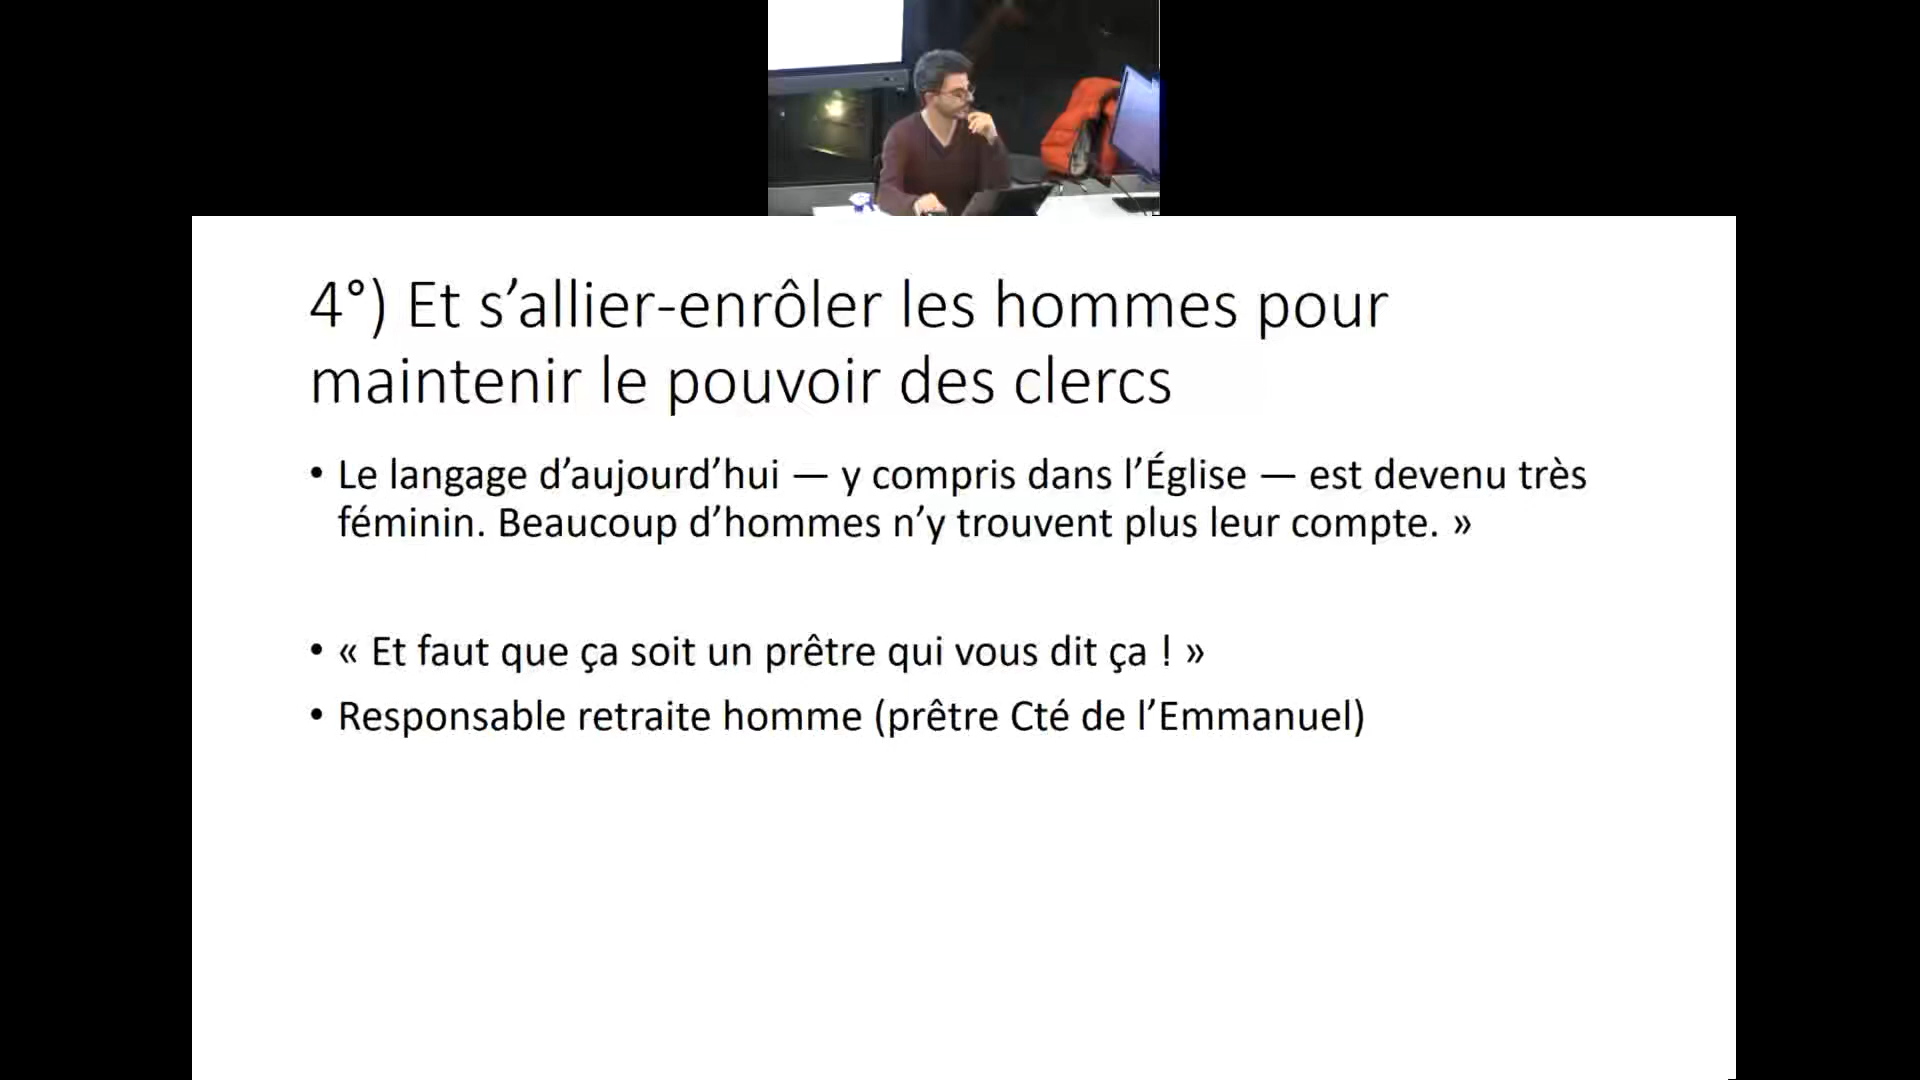 4°) Et s’allier-enrôler les hommes pour
maintenir le pouvoir des clercs
• Le langage d’aujourd’hui — y compris dans l’Église — est devenu très
féminin. Beaucoup d’hommes n’y trouvent plus leur compte. »
• « Et faut que ça soit un prêtre qui vous dit ça ! »
• Responsable retraite homme (prêtre Cté de l’Emmanuel)